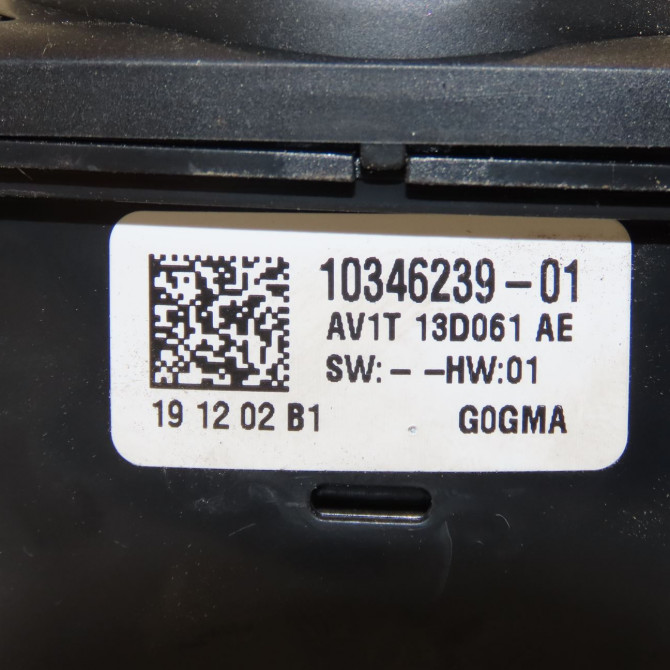 10346239-01
AV1T 13D061 AE
SW:- -HW:01
19 12 02 B1 G0GMA